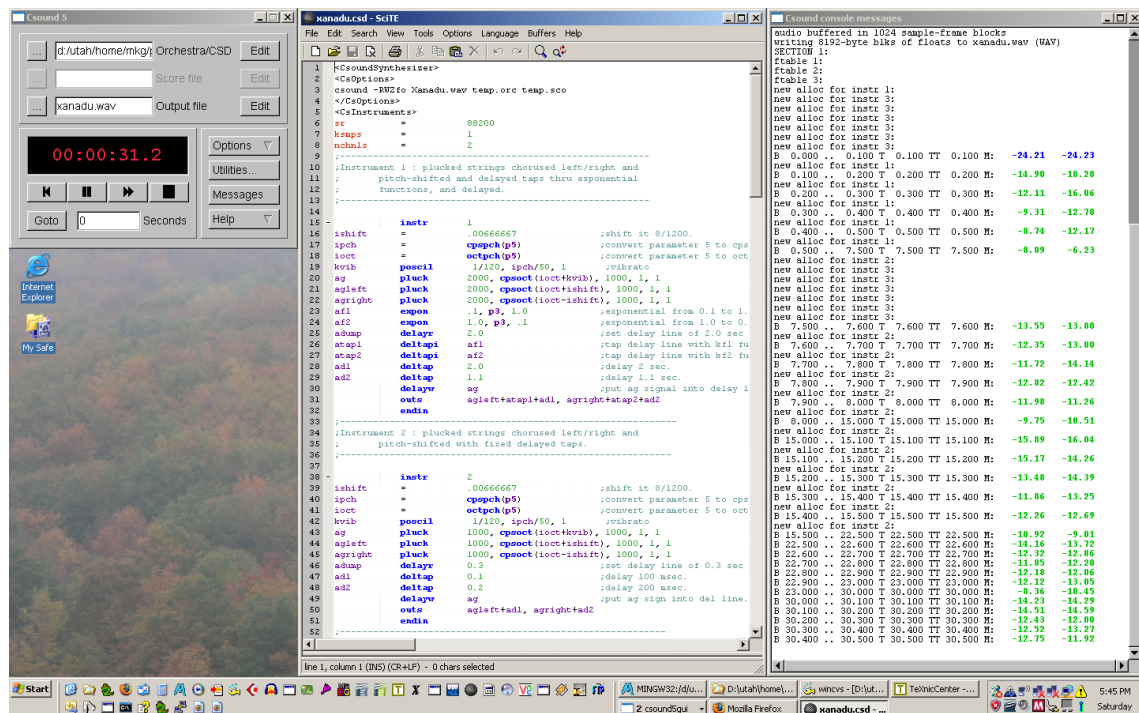 Csound 5
... d:/utah/home/mkg/ Orchestra/CSD Edit
... Score file Edit
... xanadu.wav Output file Edit
00:00:31.2
Options
Utilities...
Messages
Goto 0 Seconds Help
Internet Explorer
My Safe
xanadu.csd - SciTE
File Edit Search View Tools Options Language Buffers Help
1 <CsoundSynthesizer>
2 <CsOptions>
3 csound -RWZfo Xanadu.wav temp.orc temp.sco
4 </CsOptions>
5 <CsInstruments>
6 sr = 88200
7 ksmps = 1
8 nchnls = 2
9 ;--------------------------------------------------------
10 ;Instrument 1 : plucked strings chorused left/right and
11 ; pitch-shifted and delayed taps thru exponential
12 ; functions, and delayed.
13 ;--------------------------------------------------------
14
15 - instr 1
16 ishift = .00666667 ;shift it 8/1200.
17 ipch = cpspch(p5) ;convert parameter 5 to cps
18 ioct = octpch(p5) ;convert parameter 5 to oct
19 kvib poscil 1/120, ipch/50, 1 ;vibrato
20 ag pluck 2000, cpsoct(ioct+kvib), 1000, 1, 1
21 agleft pluck 2000, cpsoct(ioct+ishift), 1000, 1, 1
22 agright pluck 2000, cpsoct(ioct-ishift), 1000, 1, 1
23 af1 expon .1, p3, 1.0 ;exponential from 0.1 to 1.
24 af2 expon 1.0, p3, .1 ;exponential from 1.0 to 0.
25 adump delayr 2.0 ;set delay line of 2.0 sec
26 atap1 deltapi af1 ;tap delay line with kf1 fu
27 atap2 deltapi af2 ;tap delay line with kf2 fu
28 ad1 deltap 2.0 ;delay 2 sec.
29 ad2 deltap 1.1 ;delay 1.1 sec.
30 delayw ag ;put ag signal into delay l
31 outs agleft+atap1+ad1, agright+atap2+ad2
32 endin
33 ;------------------------------------------------------------
34 ;Instrument 2 : plucked strings chorused left/right and
35 ; pitch-shifted with fixed delayed taps.
36 ;------------------------------------------------------------
37
38 - instr 2
39 ishift = .00666667 ;shift it 8/1200.
40 ipch = cpspch(p5) ;convert parameter 5 to cps
41 ioct = octpch(p5) ;convert parameter 5 to oct
42 kvib poscil 1/120, ipch/50, 1 ;vibrato
43 ag pluck 1000, cpsoct(ioct+kvib), 1000, 1, 1
44 agleft pluck 1000, cpsoct(ioct+ishift), 1000, 1, 1
45 agright pluck 1000, cpsoct(ioct-ishift), 1000, 1, 1
46 adump delayr 0.3 ;set delay line of 0.3 sec
47 ad1 deltap 0.1 ;delay 100 msec.
48 ad2 deltap 0.2 ;delay 200 msec.
49 delayw ag ;put ag sign into del line.
50 outs agleft+ad1, agright+ad2
51 endin
52 ;--------------------------------------------------------
line 1, column 1 (INS) (CR+LF) - 0 chars selected
Csound console messages
audio buffered in 1024 sample-frame blocks
writing 8192-byte blks of floats to xanadu.wav (WAV)
SECTION 1:
ftable 1:
ftable 2:
ftable 3:
new alloc for instr 1:
new alloc for instr 3:
new alloc for instr 3:
new alloc for instr 3:
new alloc for instr 3:
new alloc for instr 3:
new alloc for instr 3:
B 0.000 .. 0.100 T 0.100 TT 0.100 M: -24.21 -24.23
new alloc for instr 1:
B 0.100 .. 0.200 T 0.200 TT 0.200 M: -14.90 -18.28
new alloc for instr 1:
B 0.200 .. 0.300 T 0.300 TT 0.300 M: -12.11 -16.06
new alloc for instr 1:
B 0.300 .. 0.400 T 0.400 TT 0.400 M: -9.31 -12.78
new alloc for instr 1:
B 0.400 .. 0.500 T 0.500 TT 0.500 M: -8.74 -12.17
new alloc for instr 1:
B 0.500 .. 7.500 T 7.500 TT 7.500 M: -8.09 -6.23
new alloc for instr 2:
new alloc for instr 3:
new alloc for instr 3:
new alloc for instr 3:
new alloc for instr 3:
new alloc for instr 3:
new alloc for instr 3:
B 7.500 .. 7.600 T 7.600 TT 7.600 M: -13.55 -13.80
new alloc for instr 2:
B 7.600 .. 7.700 T 7.700 TT 7.700 M: -12.35 -13.80
new alloc for instr 2:
B 7.700 .. 7.800 T 7.800 TT 7.800 M: -11.72 -14.14
new alloc for instr 2:
B 7.800 .. 7.900 T 7.900 TT 7.900 M: -12.82 -12.42
new alloc for instr 2:
B 7.900 .. 8.000 T 8.000 TT 8.000 M: -11.98 -11.26
new alloc for instr 2:
B 8.000 .. 15.000 T 15.000 TT 15.000 M: -9.75 -10.51
new alloc for instr 2:
B 15.000 .. 15.100 T 15.100 TT 15.100 M: -15.89 -16.04
new alloc for instr 2:
B 15.100 .. 15.200 T 15.200 TT 15.200 M: -15.17 -14.26
new alloc for instr 2:
B 15.200 .. 15.300 T 15.300 TT 15.300 M: -13.48 -14.39
new alloc for instr 2:
B 15.300 .. 15.400 T 15.400 TT 15.400 M: -11.86 -13.25
new alloc for instr 2:
B 15.400 .. 15.500 T 15.500 TT 15.500 M: -12.26 -12.69
new alloc for instr 2:
B 15.500 .. 22.500 T 22.500 TT 22.500 M: -10.92 -9.01
B 22.500 .. 22.600 T 22.600 TT 22.600 M: -14.16 -13.72
B 22.600 .. 22.700 T 22.700 TT 22.700 M: -12.32 -12.86
B 22.700 .. 22.800 T 22.800 TT 22.800 M: -11.85 -12.20
B 22.800 .. 22.900 T 22.900 TT 22.900 M: -12.18 -12.06
B 22.900 .. 23.000 T 23.000 TT 23.000 M: -12.12 -13.05
B 23.000 .. 30.000 T 30.000 TT 30.000 M: -8.36 -10.45
B 30.000 .. 30.100 T 30.100 TT 30.100 M: -14.23 -14.29
B 30.100 .. 30.200 T 30.200 TT 30.200 M: -14.51 -14.59
B 30.200 .. 30.300 T 30.300 TT 30.300 M: -12.43 -12.00
B 30.300 .. 30.400 T 30.400 TT 30.400 M: -12.52 -13.27
B 30.400 .. 30.500 T 30.500 TT 30.500 M: -12.75 -11.92
Start MINGW32:/d/u... D:\utah\home\... wincvs - [D:\ut... TeXnicCenter -... 5:45 PM
2 csound5gui Mozilla Firefox xanadu.csd - ... Saturday